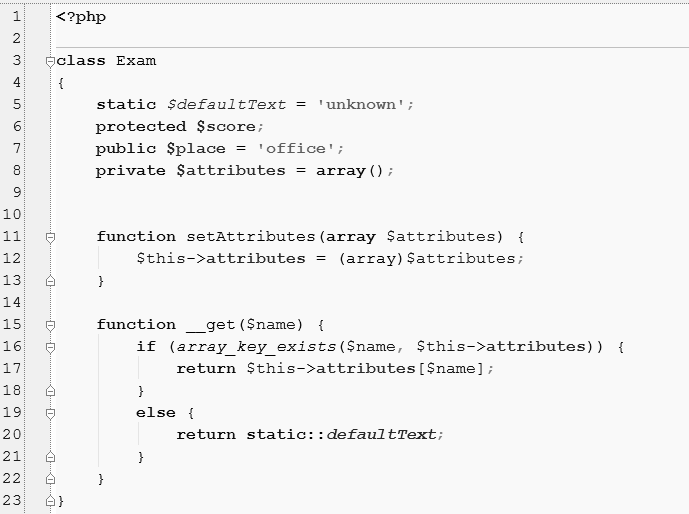 1 <?php
2
3 class Exam
4 {
5     static $defaultText = 'unknown';
6     protected $score;
7     public $place = 'office';
8     private $attributes = array();
9
10
11     function setAttributes(array $attributes) {
12         $this->attributes = (array)$attributes;
13     }
14
15     function __get($name) {
16         if (array_key_exists($name, $this->attributes)) {
17             return $this->attributes[$name];
18         }
19         else {
20             return static::defaultText;
21         }
22     }
23 }